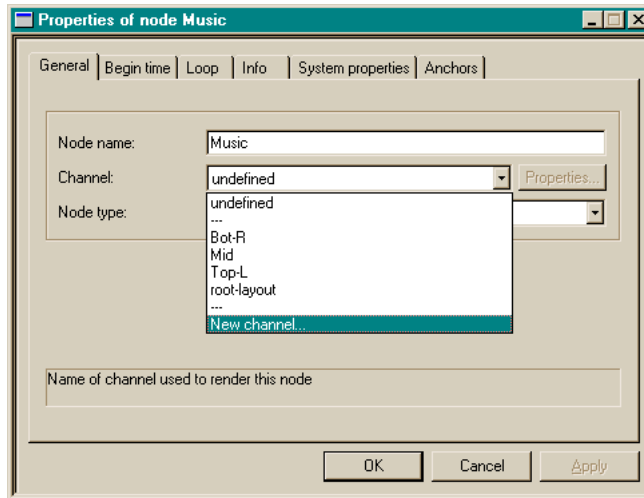 Properties of node Music
General Begin time Loop Info System properties Anchors
Node name: Music
Channel: undefined Properties...
Node type:
undefined
---
Bot-R
Mid
Top-L
root-layout
---
New channel...
Name of channel used to render this node
OK Cancel Apply